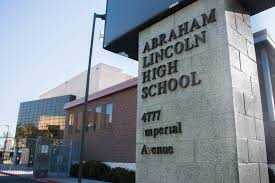 ABRAHAM
LINCOLN
HIGH
SCHOOL
4777
Imperial
Avenue